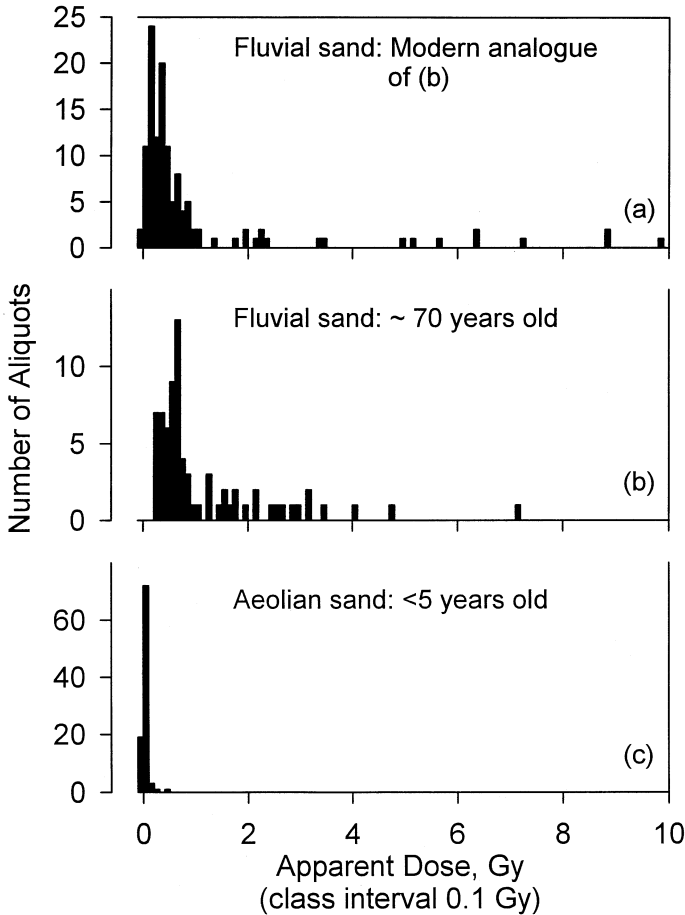 25
20
15
10
5
0
Fluvial sand: Modern analogue
of (b)
(a)
Number of Aliquots
10
5
0
Fluvial sand: ~ 70 years old
(b)
60
40
20
0
Aeolian sand: <5 years old
(c)
0 2 4 6 8 10
Apparent Dose, Gy
(class interval 0.1 Gy)